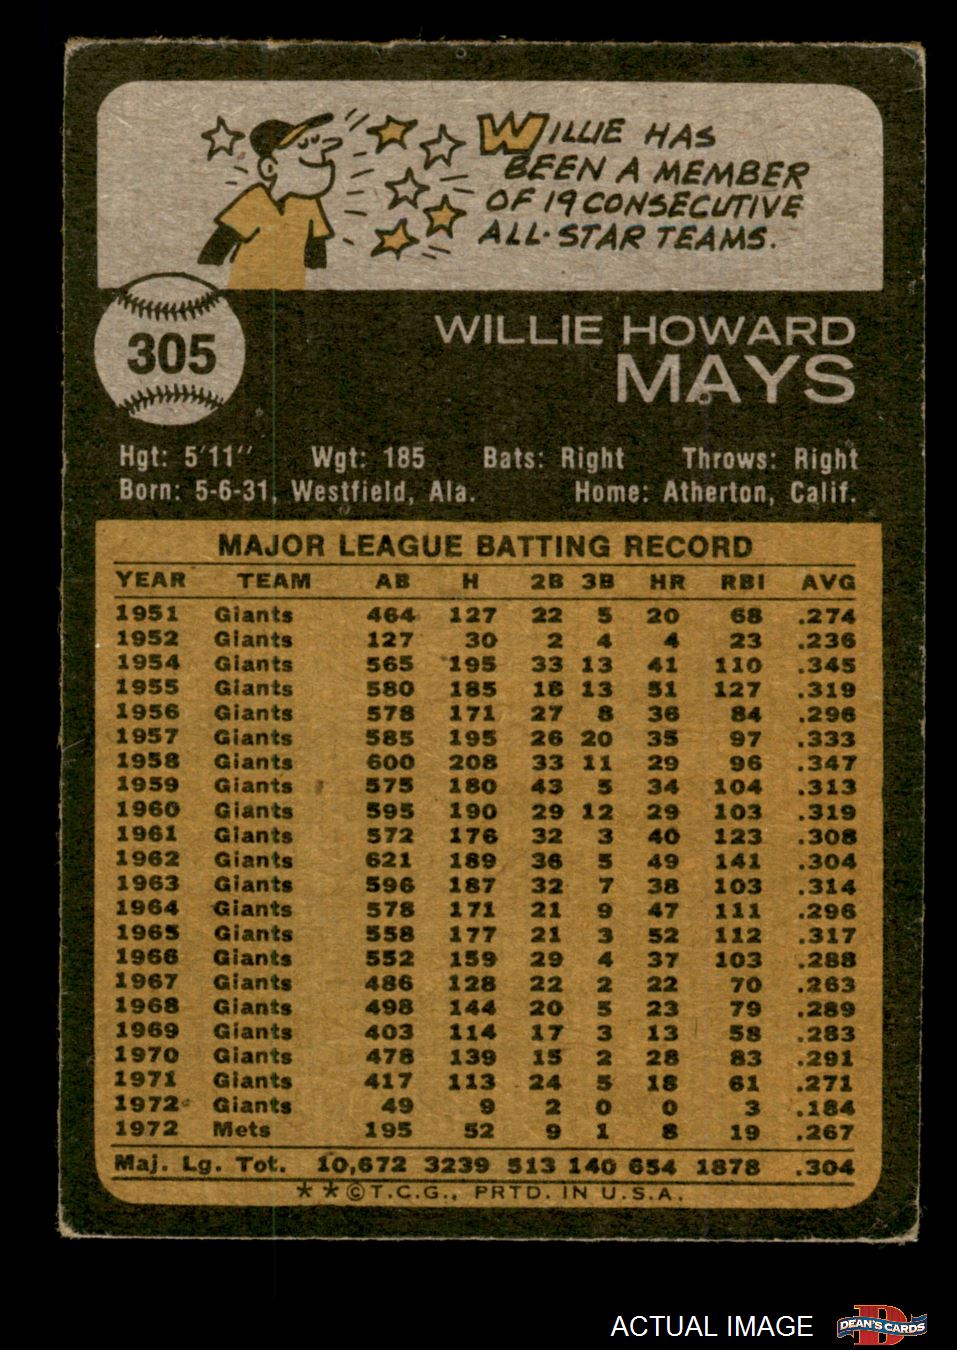 WILLIE HAS
BEEN A MEMBER
OF 19 CONSECUTIVE
ALL-STAR TEAMS.
305
WILLIE HOWARD
MAYS
Hgt: 5'11" Wgt: 185 Bats: Right Throws: Right
Born: 5-6-31, Westfield, Ala. Home: Atherton, Calif.
MAJOR LEAGUE BATTING RECORD
YEAR TEAM AB H 2B 3B HR RBI AVG
1951 Giants 464 127 22 5 20 68 .274
1952 Giants 127 30 2 4 4 23 .236
1954 Giants 565 195 33 13 41 110 .345
1955 Giants 580 185 18 13 51 127 .319
1956 Giants 578 171 27 8 36 84 .296
1957 Giants 585 195 26 20 35 97 .333
1958 Giants 600 208 33 11 29 96 .347
1959 Giants 575 180 43 5 34 104 .313
1960 Giants 595 190 29 12 29 103 .319
1961 Giants 572 176 32 3 40 123 .308
1962 Giants 621 189 36 5 49 141 .304
1963 Giants 596 187 32 7 38 103 .314
1964 Giants 578 171 21 9 47 111 .296
1965 Giants 558 177 21 3 52 112 .317
1966 Giants 552 159 29 4 37 103 .288
1967 Giants 486 128 22 2 22 70 .263
1968 Giants 498 144 20 5 23 79 .289
1969 Giants 403 114 17 3 13 58 .283
1970 Giants 478 139 15 2 28 83 .291
1971 Giants 417 113 24 5 18 61 .271
1972 Giants 49 9 2 0 0 3 .184
1972 Mets 195 52 9 1 8 19 .267
Maj. Lg. Tot. 10,672 3239 513 140 654 1878 .304
**©T.C.G., PRTD. IN U.S.A.
ACTUAL IMAGE DEAN'S CARDS